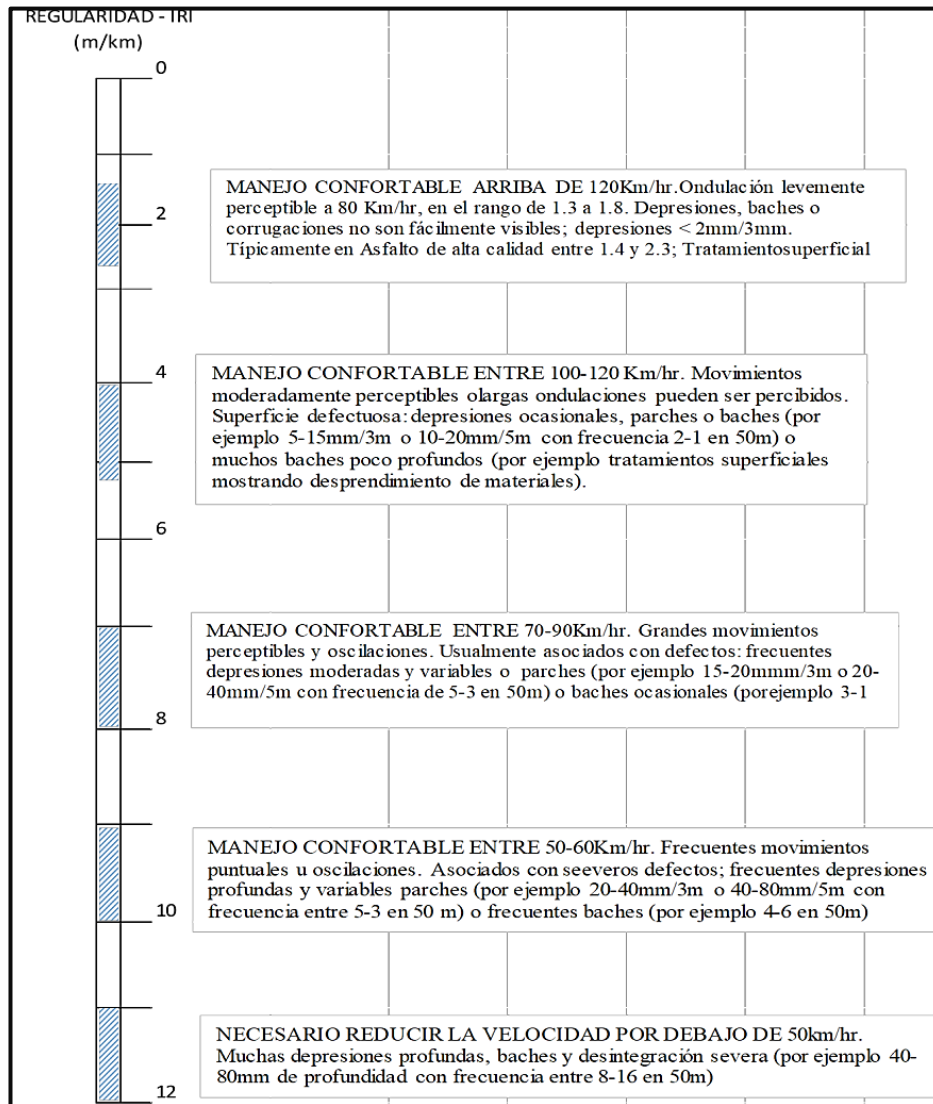 REGULARIDAD - IRI
(m/km)
0
2
MANEJO CONFORTABLE ARRIBA DE 120Km/hr.Ondulación levemente
perceptible a 80 Km/hr, en el rango de 1.3 a 1.8. Depresiones, baches o
corrugaciones no son fácilmente visibles; depresiones < 2mm/3mm.
Típicamente en Asfalto de alta calidad entre 1.4 y 2.3; Tratamientosuperficial
4
MANEJO CONFORTABLE ENTRE 100-120 Km/hr. Movimientos
moderadamente perceptibles olargas ondulaciones pueden ser percibidos.
Superficie defectuosa: depresiones ocasionales, parches o baches (por
ejemplo 5-15mm/3m o 10-20mm/5m con frecuencia 2-1 en 50m) o
muchos baches poco profundos (por ejemplo tratamientos superficiales
mostrando desprendimiento de materiales).
6
MANEJO CONFORTABLE ENTRE 70-90Km/hr. Grandes movimientos
perceptibles y oscilaciones. Usualmente asociados con defectos: frecuentes
depresiones moderadas y variables o parches (por ejemplo 15-20mmm/3m o 20-
40mm/5m con frecuencia de 5-3 en 50m) o baches ocasionales (porejemplo 3-1
8
MANEJO CONFORTABLE ENTRE 50-60Km/hr. Frecuentes movimientos
puntuales u oscilaciones. Asociados con seeveros defectos; frecuentes depresiones
profundas y variables parches (por ejemplo 20-40mm/3m o 40-80mm/5m con
frecuencia entre 5-3 en 50 m) o frecuentes baches (por ejemplo 4-6 en 50m)
10
NECESARIO REDUCIR LA VELOCIDAD POR DEBAJO DE 50km/hr.
Muchas depresiones profundas, baches y desintegración severa (por ejemplo 40-
80mm de profundidad con frecuencia entre 8-16 en 50m)
12